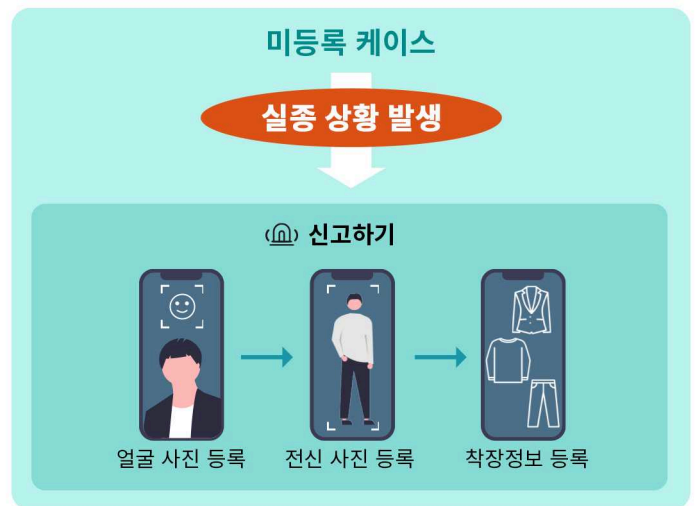 미등록 케이스
실종 상황 발생
신고하기
얼굴 사진 등록
전신 사진 등록
착장정보 등록